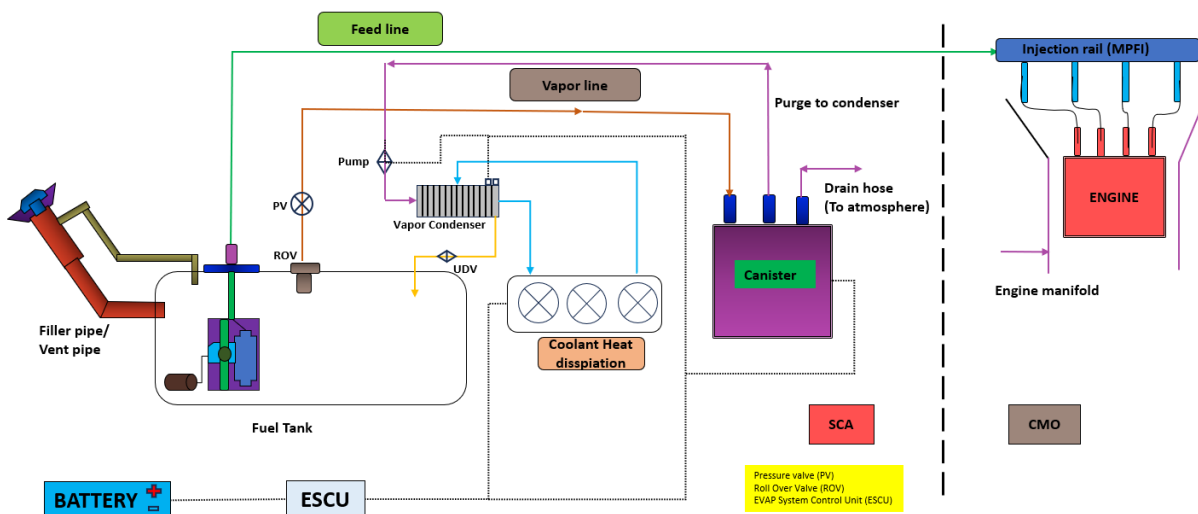 Feed line
Injection rail (MPFI)
Vapor line
Purge to condenser
Pump
Drain hose
(To atmosphere)
ENGINE
PV
Vapor Condenser
ROV
UDV
Canister
Engine manifold
Filler pipe/
Vent pipe
Coolant Heat
disspiation
Fuel Tank
SCA
CMO
Pressure valve (PV)
Roll Over Valve (ROV)
EVAP System Control Unit (ESCU)
BATTERY
ESCU